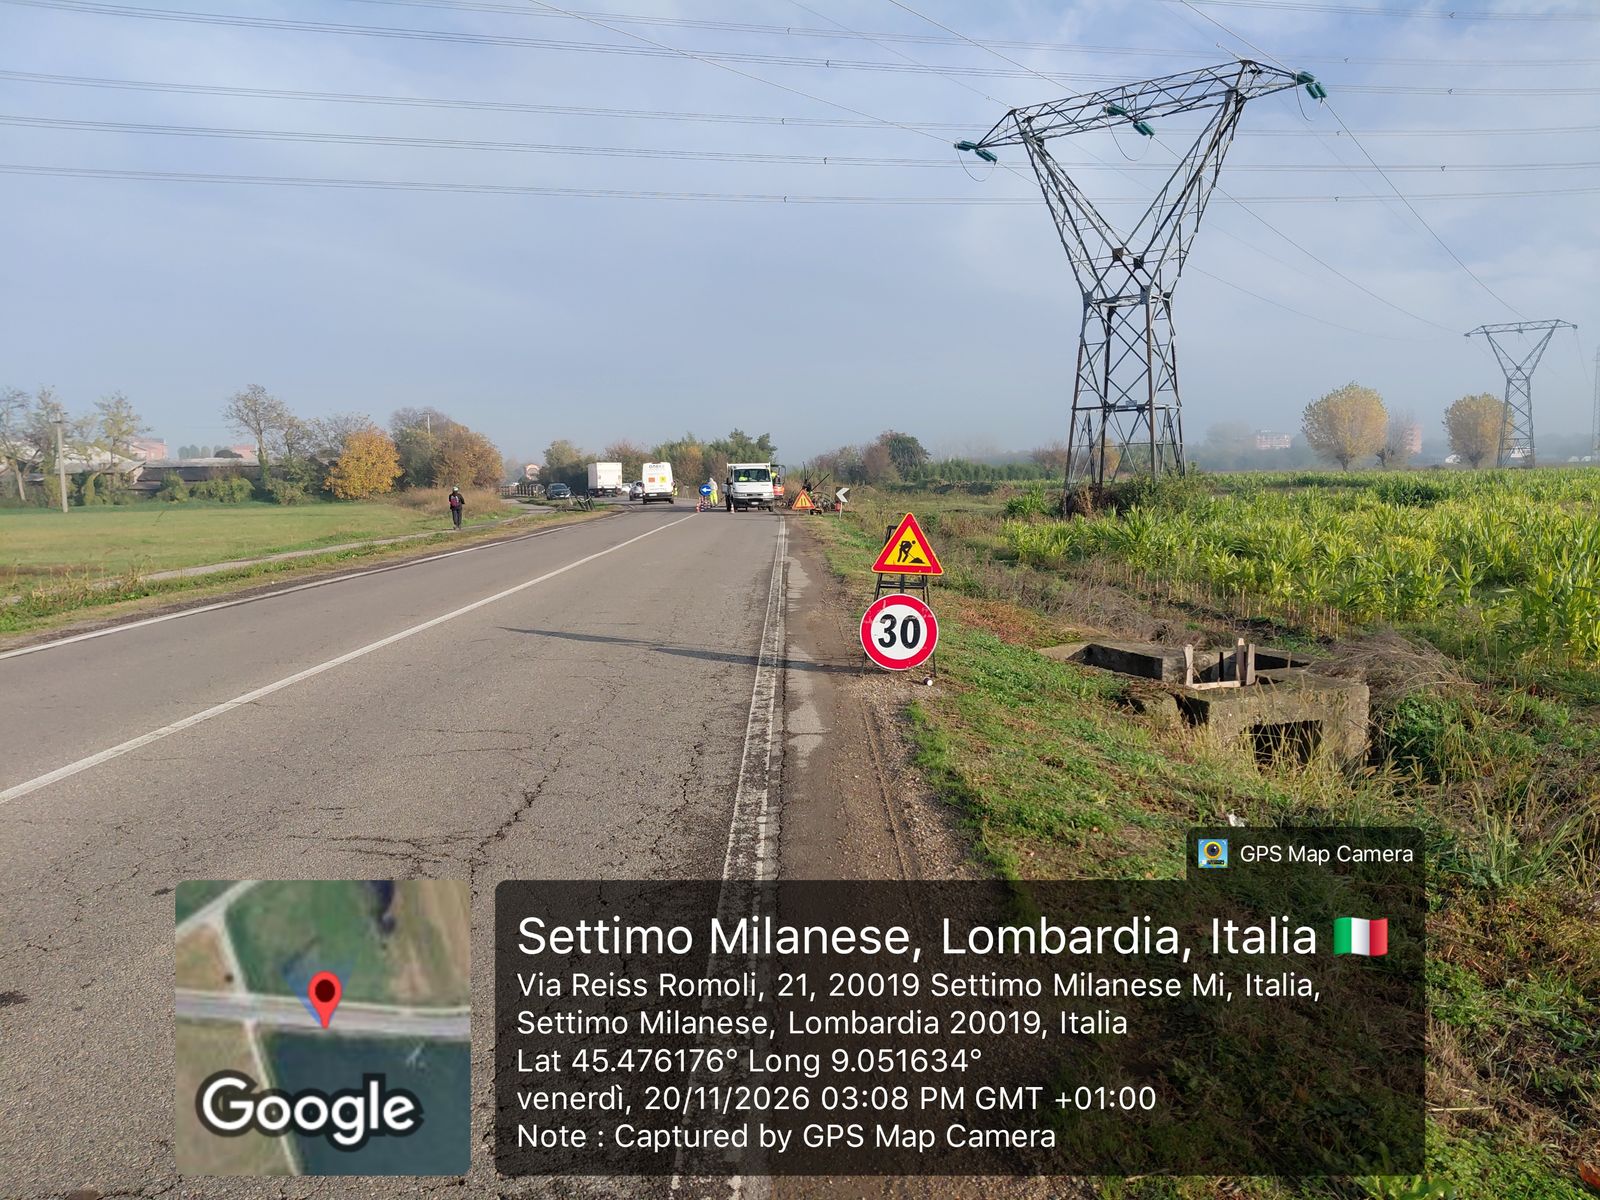 30
GPS Map Camera
Settimo Milanese, Lombardia, Italia
Via Reiss Romoli, 21, 20019 Settimo Milanese Mi, Italia,
Settimo Milanese, Lombardia 20019, Italia
Lat 45.476176° Long 9.051634°
venerdì, 20/11/2026 03:08 PM GMT +01:00
Note : Captured by GPS Map Camera
Google